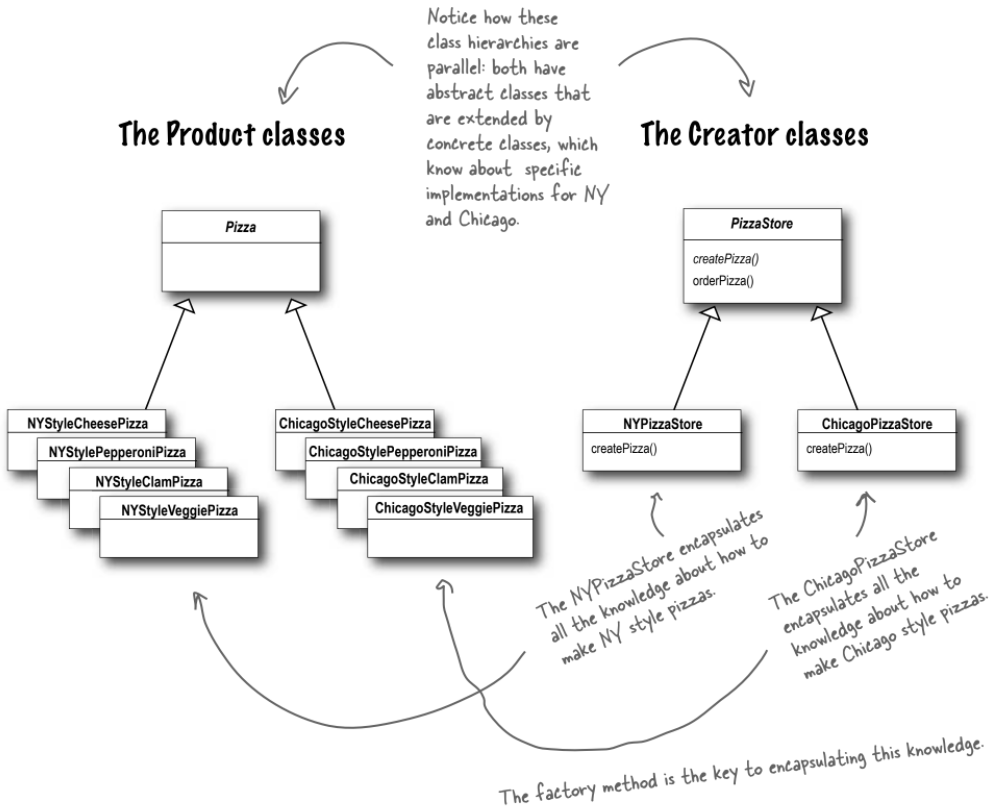 Notice how these
class hierarchies are
parallel: both have
abstract classes that
are extended by
concrete classes, which
know about specific
implementations for NY
and Chicago.
The Product classes
The Creator classes
Pizza
PizzaStore
createPizza()
orderPizza()
NYStyleCheesePizza
NYStylePepperoniPizza
NYStyleClamPizza
NYStyleVeggiePizza
ChicagoStyleCheesePizza
ChicagoStylePepperoniPizza
ChicagoStyleClamPizza
ChicagoStyleVeggiePizza
NYPizzaStore
createPizza()
ChicagoPizzaStore
createPizza()
The NYPizzaStore encapsulates
all the knowledge about how to
make NY style pizzas.
The ChicagoPizzaStore
encapsulates all the
knowledge about how to
make Chicago style pizzas.
The factory method is the key to encapsulating this knowledge.